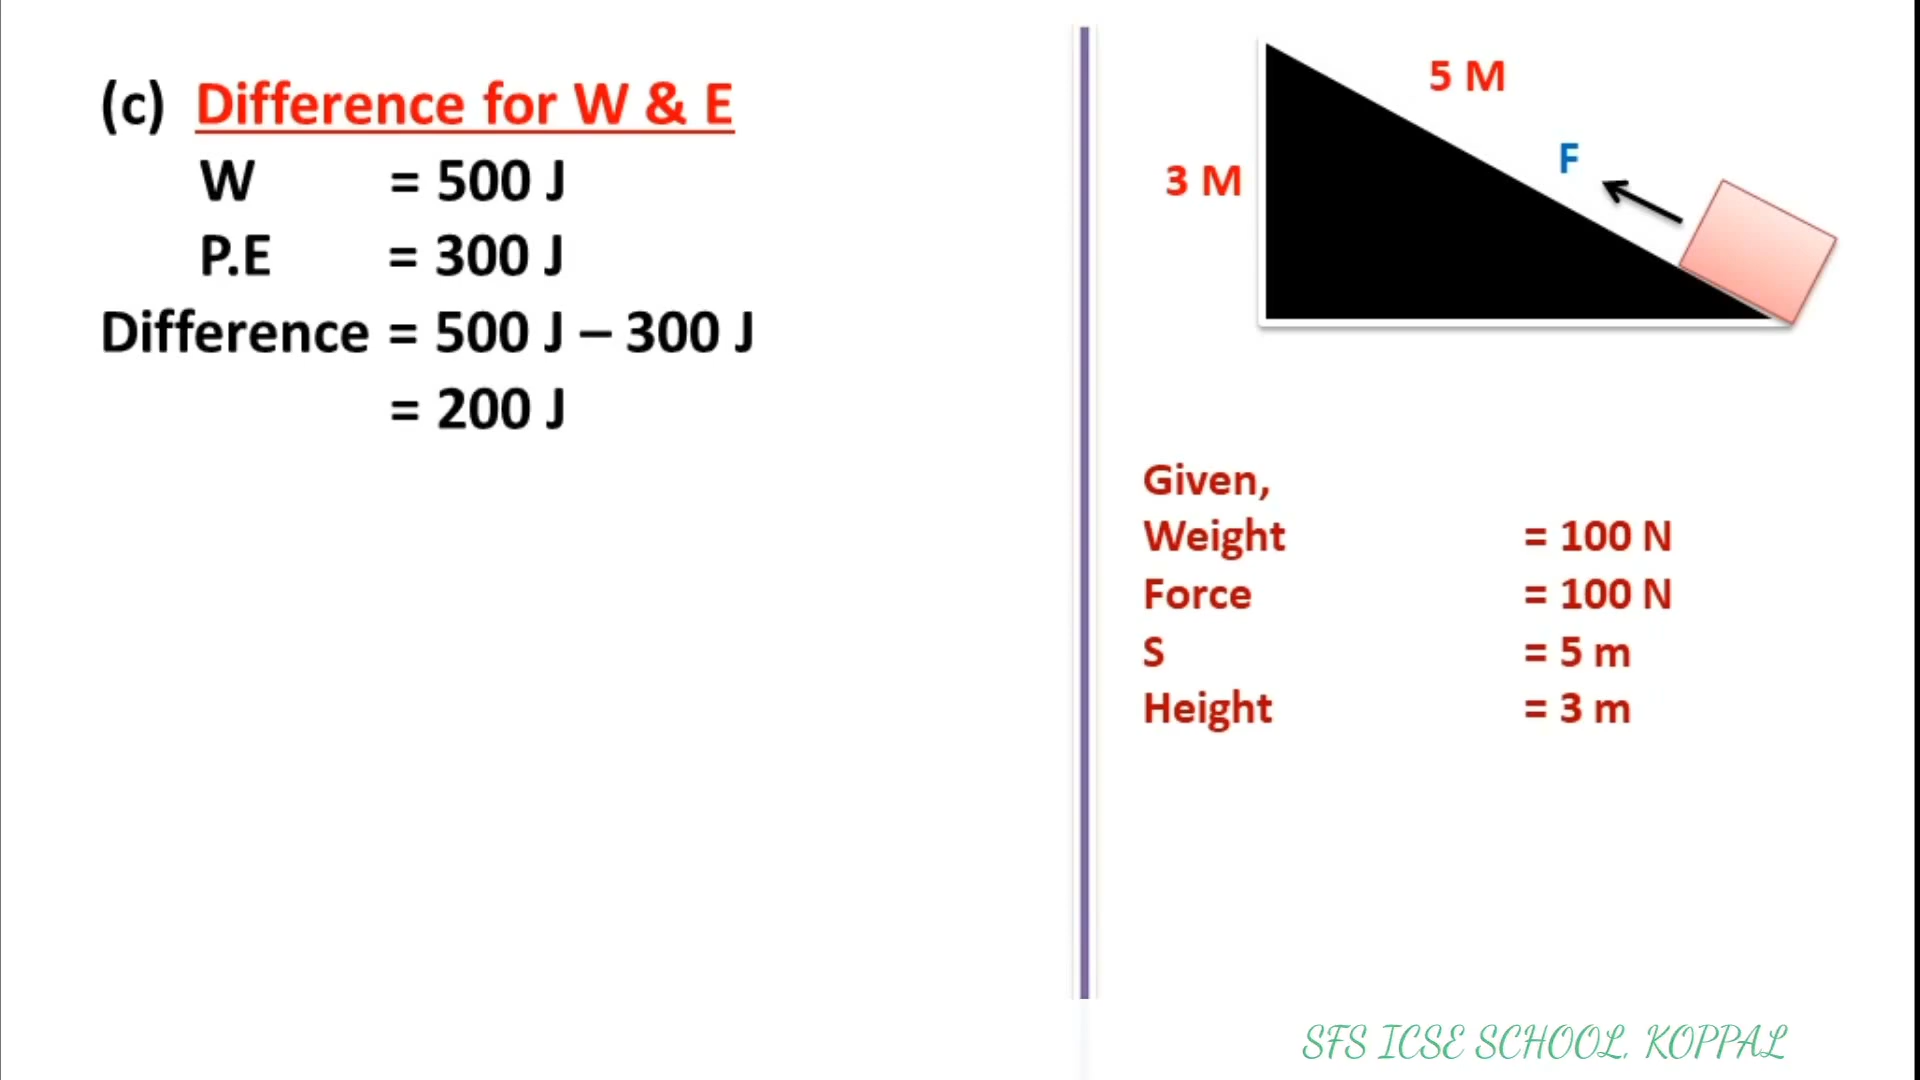 (c) Difference for W & E
W = 500 J
P.E = 300 J
Difference = 500 J – 300 J
= 200 J
5 M
F
3 M
Given,
Weight = 100 N
Force = 100 N
S = 5 m
Height = 3 m
SFS ICSE SCHOOL, KOPPAL